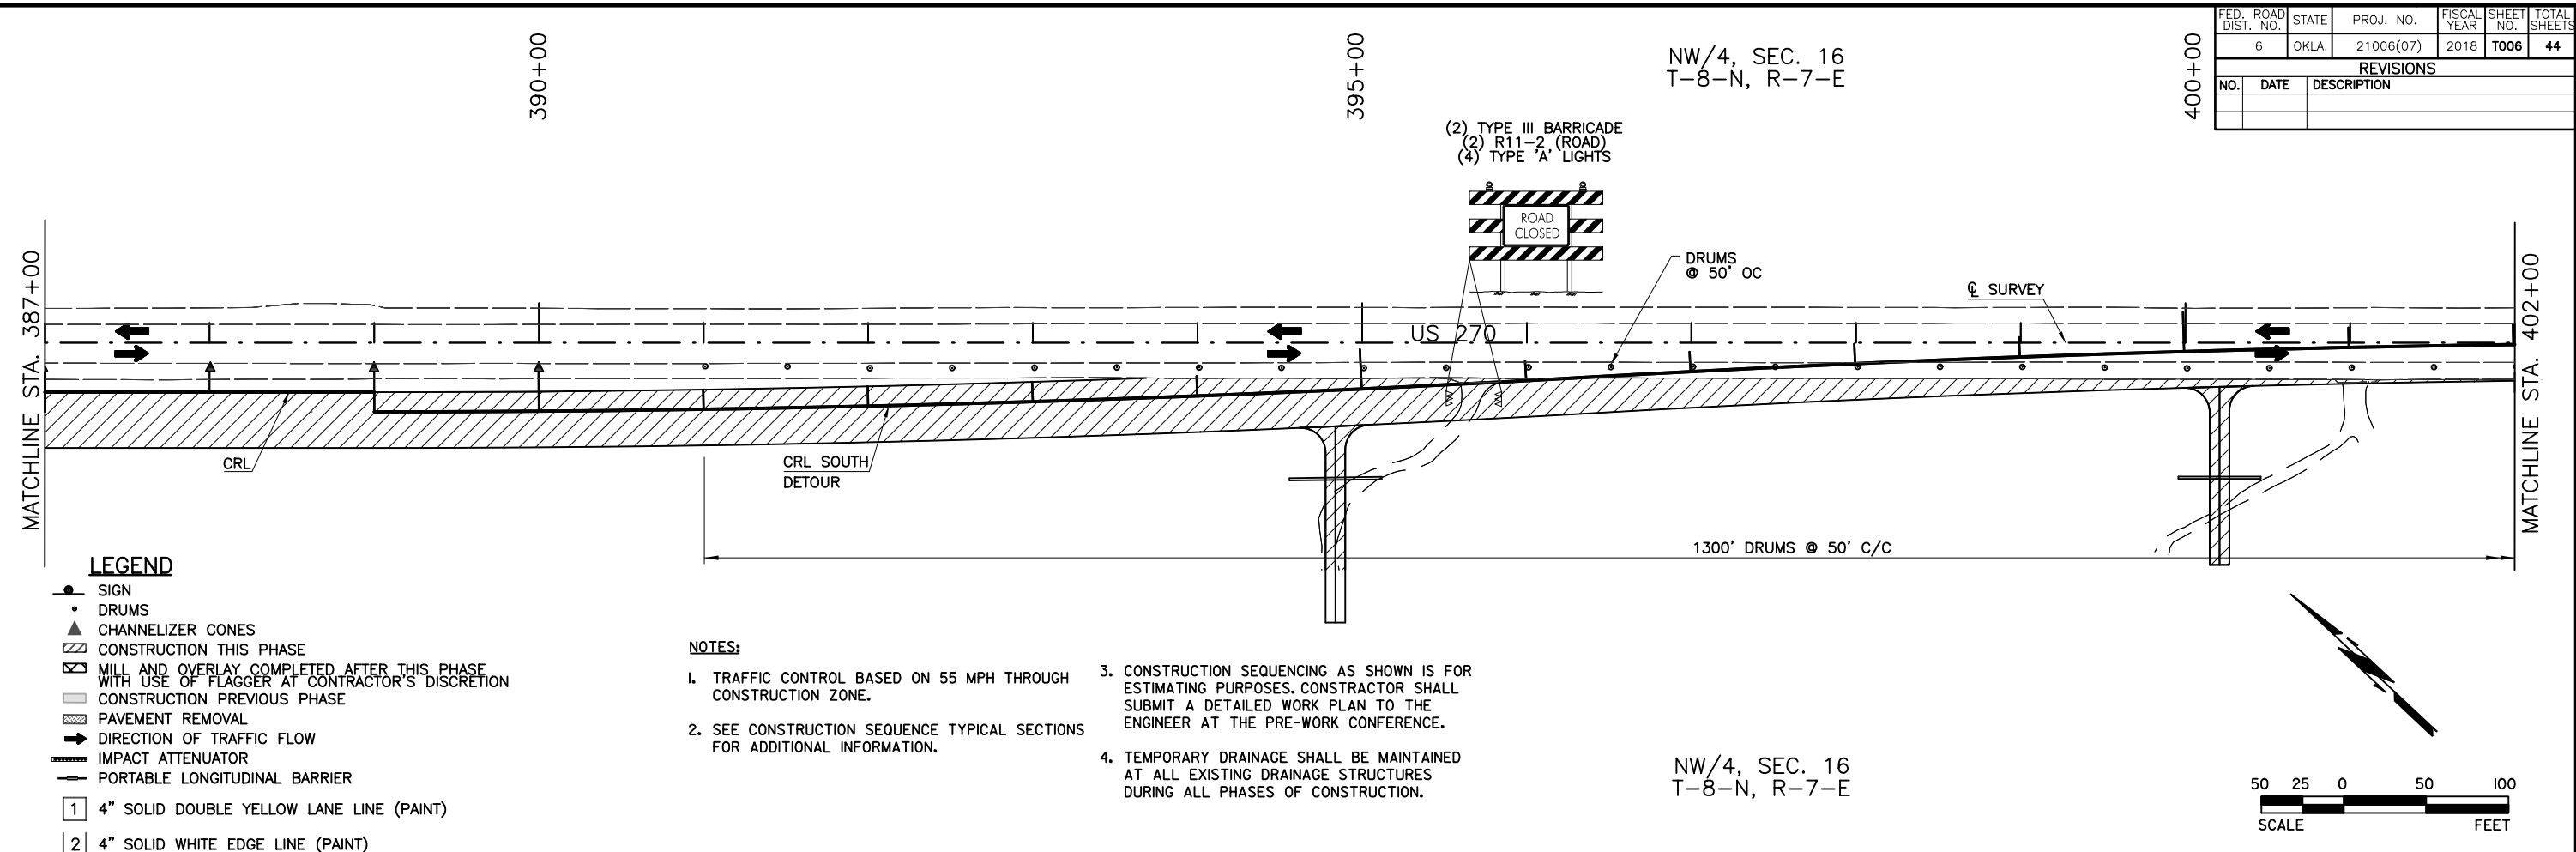 FED. ROAD DIST. NO. STATE PROJ. NO. FISCAL YEAR SHEET NO. TOTAL SHEETS
6 OKLA. 21006(07) 2018 T006 44
REVISIONS
NO. DATE DESCRIPTION
390+00
395+00
400+00
NW/4, SEC. 16
T-8-N, R-7-E
(2) TYPE III BARRICADE
(2) R11-2 (ROAD)
(4) TYPE 'A' LIGHTS
ROAD
CLOSED
DRUMS
@ 50' OC
℄ SURVEY
US 270
MATCHLINE STA. 387+00
MATCHLINE STA. 402+00
CRL
CRL SOUTH
DETOUR
1300' DRUMS @ 50' C/C
LEGEND
SIGN
DRUMS
CHANNELIZER CONES
CONSTRUCTION THIS PHASE
MILL AND OVERLAY COMPLETED AFTER THIS PHASE
WITH USE OF FLAGGER AT CONTRACTOR'S DISCRETION
CONSTRUCTION PREVIOUS PHASE
PAVEMENT REMOVAL
DIRECTION OF TRAFFIC FLOW
IMPACT ATTENUATOR
PORTABLE LONGITUDINAL BARRIER
1 4" SOLID DOUBLE YELLOW LANE LINE (PAINT)
2 4" SOLID WHITE EDGE LINE (PAINT)
NOTES:
1. TRAFFIC CONTROL BASED ON 55 MPH THROUGH
CONSTRUCTION ZONE.
2. SEE CONSTRUCTION SEQUENCE TYPICAL SECTIONS
FOR ADDITIONAL INFORMATION.
3. CONSTRUCTION SEQUENCING AS SHOWN IS FOR
ESTIMATING PURPOSES. CONSTRACTOR SHALL
SUBMIT A DETAILED WORK PLAN TO THE
ENGINEER AT THE PRE-WORK CONFERENCE.
4. TEMPORARY DRAINAGE SHALL BE MAINTAINED
AT ALL EXISTING DRAINAGE STRUCTURES
DURING ALL PHASES OF CONSTRUCTION.
NW/4, SEC. 16
T-8-N, R-7-E
50 25 0 50 100
SCALE FEET